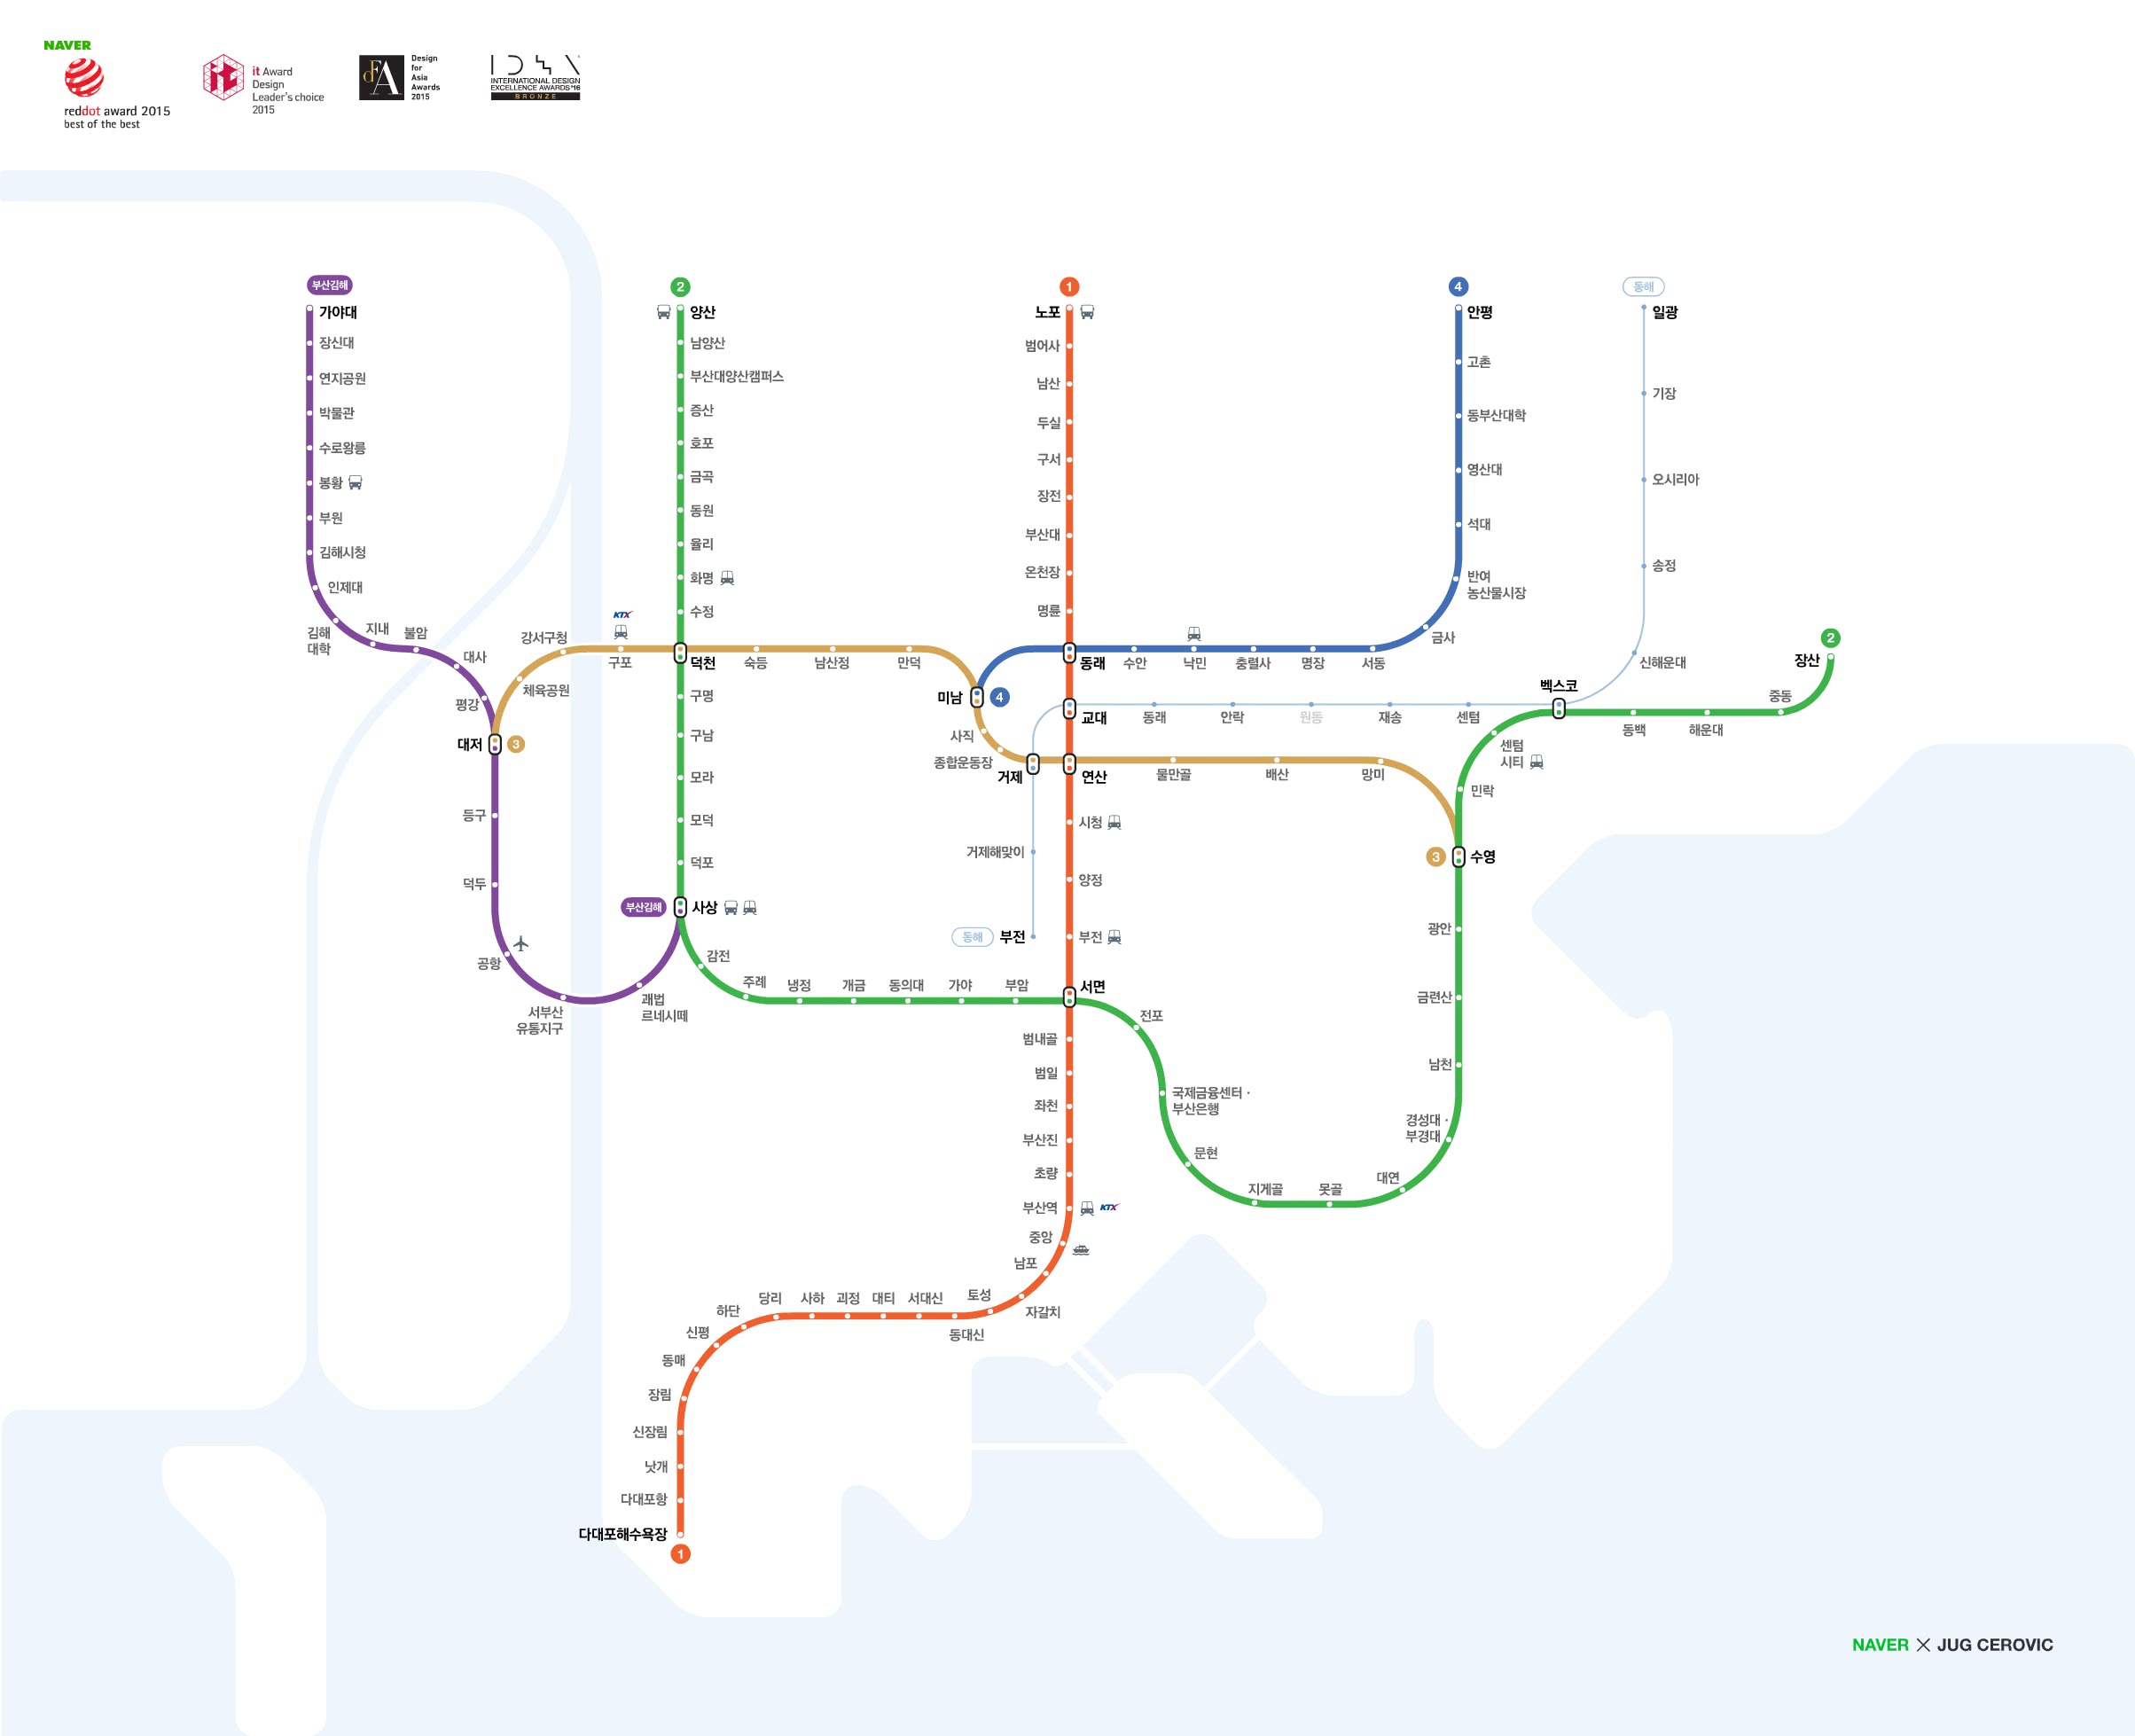 NAVER
reddot award 2015
best of the best
it Award
Design
Leader's choice
2015
dfA
Design
for
Asia
Awards
2015
INTERNATIONAL DESIGN
EXCELLENCE AWARDS '16
BRONZE
부산김해
가야대
장신대
연지공원
박물관
수로왕릉
봉황
부원
김해시청
인제대
김해
대학
지내
불암
대사
평강
대저
3
등구
덕두
공항
서부산
유통지구
괘법
르네시떼
부산김해
사상
2
양산
남양산
부산대양산캠퍼스
증산
호포
금곡
동원
율리
화명
수정
덕천
구명
구남
모라
모덕
덕포
감전
주례
냉정
개금
동의대
가야
부암
서면
전포
국제금융센터 ·
부산은행
문현
지게골
못골
대연
경성대 ·
부경대
남천
금련산
광안
3
수영
민락
센텀
시티
벡스코
동백
해운대
중동
장산
2
체육공원
강서구청
KTX
구포
숙등
남산정
만덕
미남
4
사직
종합운동장
거제
연산
물만골
배산
망미
1
노포
범어사
남산
두실
구서
장전
부산대
온천장
명륜
동래
교대
시청
양정
부전
범내골
범일
좌천
부산진
초량
부산역
KTX
중앙
남포
자갈치
토성
동대신
서대신
대티
괴정
사하
당리
하단
신평
동매
장림
신장림
낫개
다대포항
다대포해수욕장
1
4
안평
고촌
동부산대학
영산대
석대
반여
농산물시장
금사
서동
명장
충렬사
낙민
수안
동해
일광
기장
오시리아
송정
신해운대
센텀
재송
원동
안락
동래
거제해맞이
동해
부전
NAVER X JUG CEROVIC